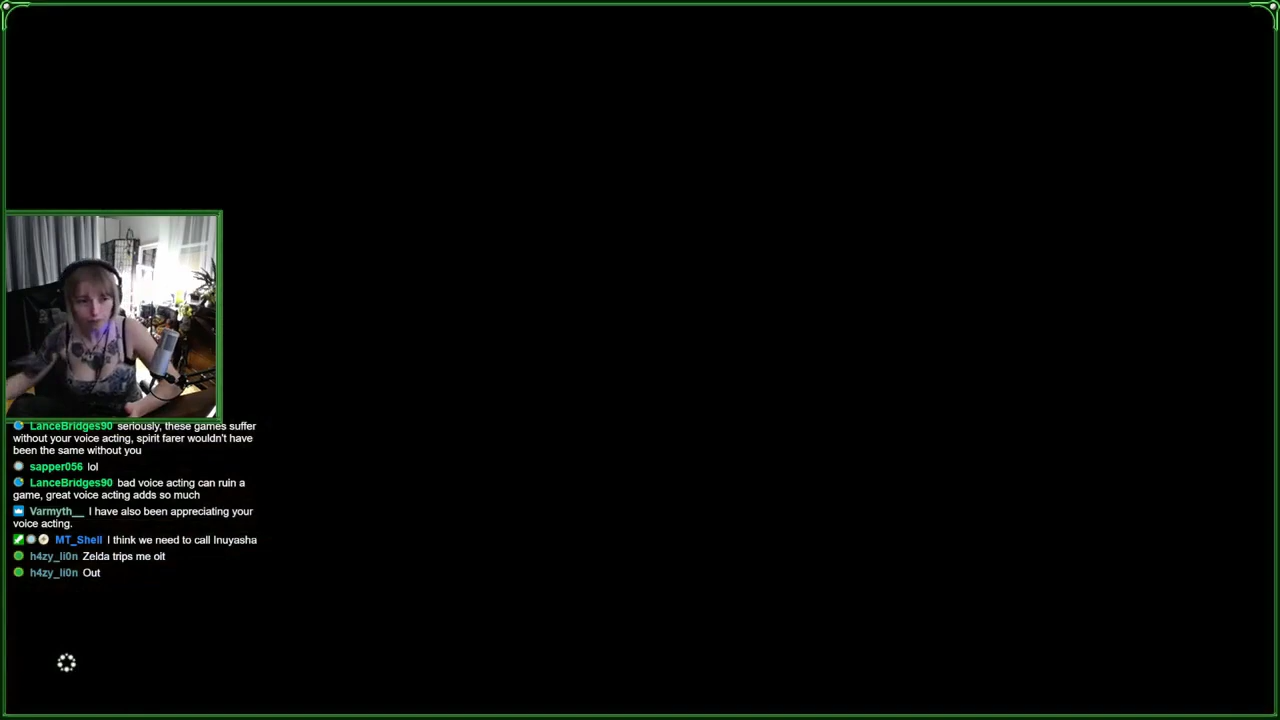 LanceBridges90 seriously, these games suffer
without your voice acting, spirit farer wouldn't have
been the same without you
sapper056 lol
LanceBridges90 bad voice acting can ruin a
game, great voice acting adds so much
Varmyth__ I have also been appreciating your
voice acting.
MT_Shell I think we need to call Inuyasha
h4zy_li0n Zelda trips me oit
h4zy_li0n Out